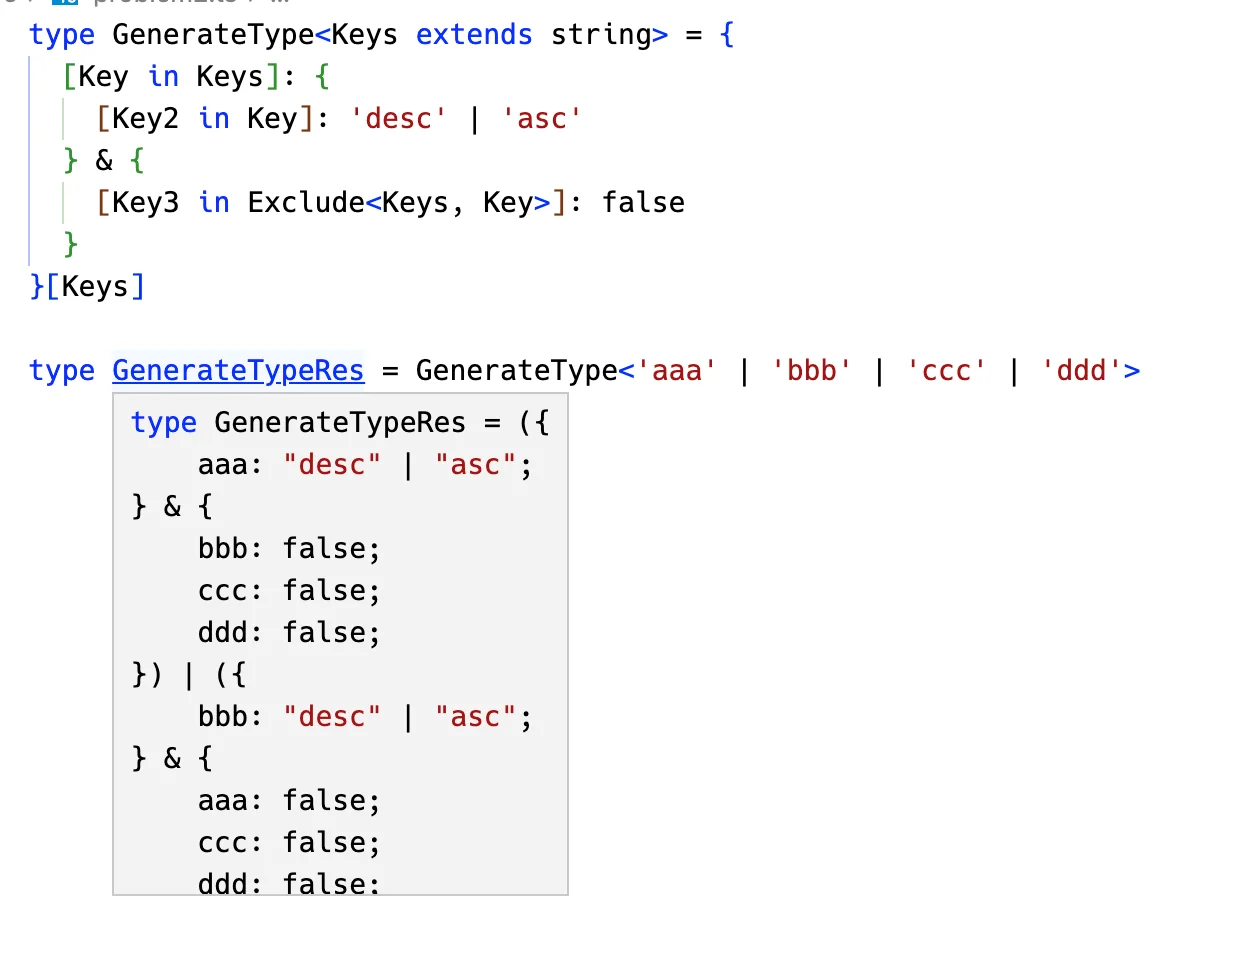 type GenerateType<Keys extends string> = {
[Key in Keys]: {
[Key2 in Key]: 'desc' | 'asc'
} & {
[Key3 in Exclude<Keys, Key>]: false
}
}[Keys]
type GenerateTypeRes = GenerateType<'aaa' | 'bbb' | 'ccc' | 'ddd'>
type GenerateTypeRes = ({
aaa: "desc" | "asc";
} & {
bbb: false;
ccc: false;
ddd: false;
}) | ({
bbb: "desc" | "asc";
} & {
aaa: false;
ccc: false;
ddd: false;